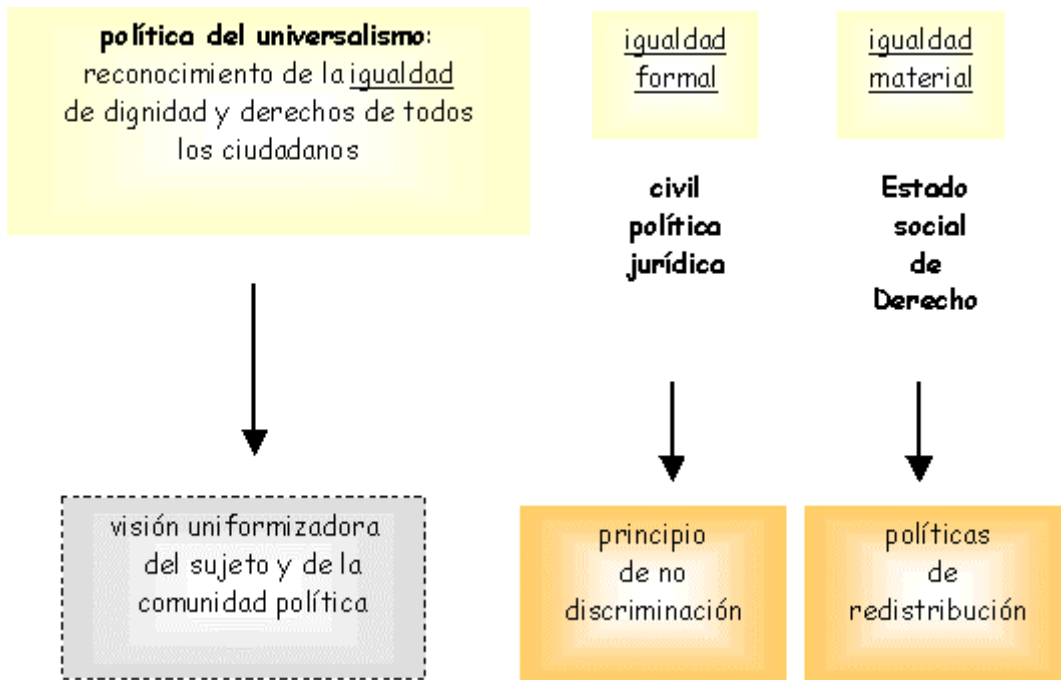 política del universalismo:
reconocimiento de la igualdad
de dignidad y derechos de todos
los ciudadanos
igualdad
formal
igualdad
material
civil
política
jurídica
Estado
social
de
Derecho
visión uniformizadora
del sujeto y de la
comunidad política
principio
de no
discriminación
políticas
de
redistribución